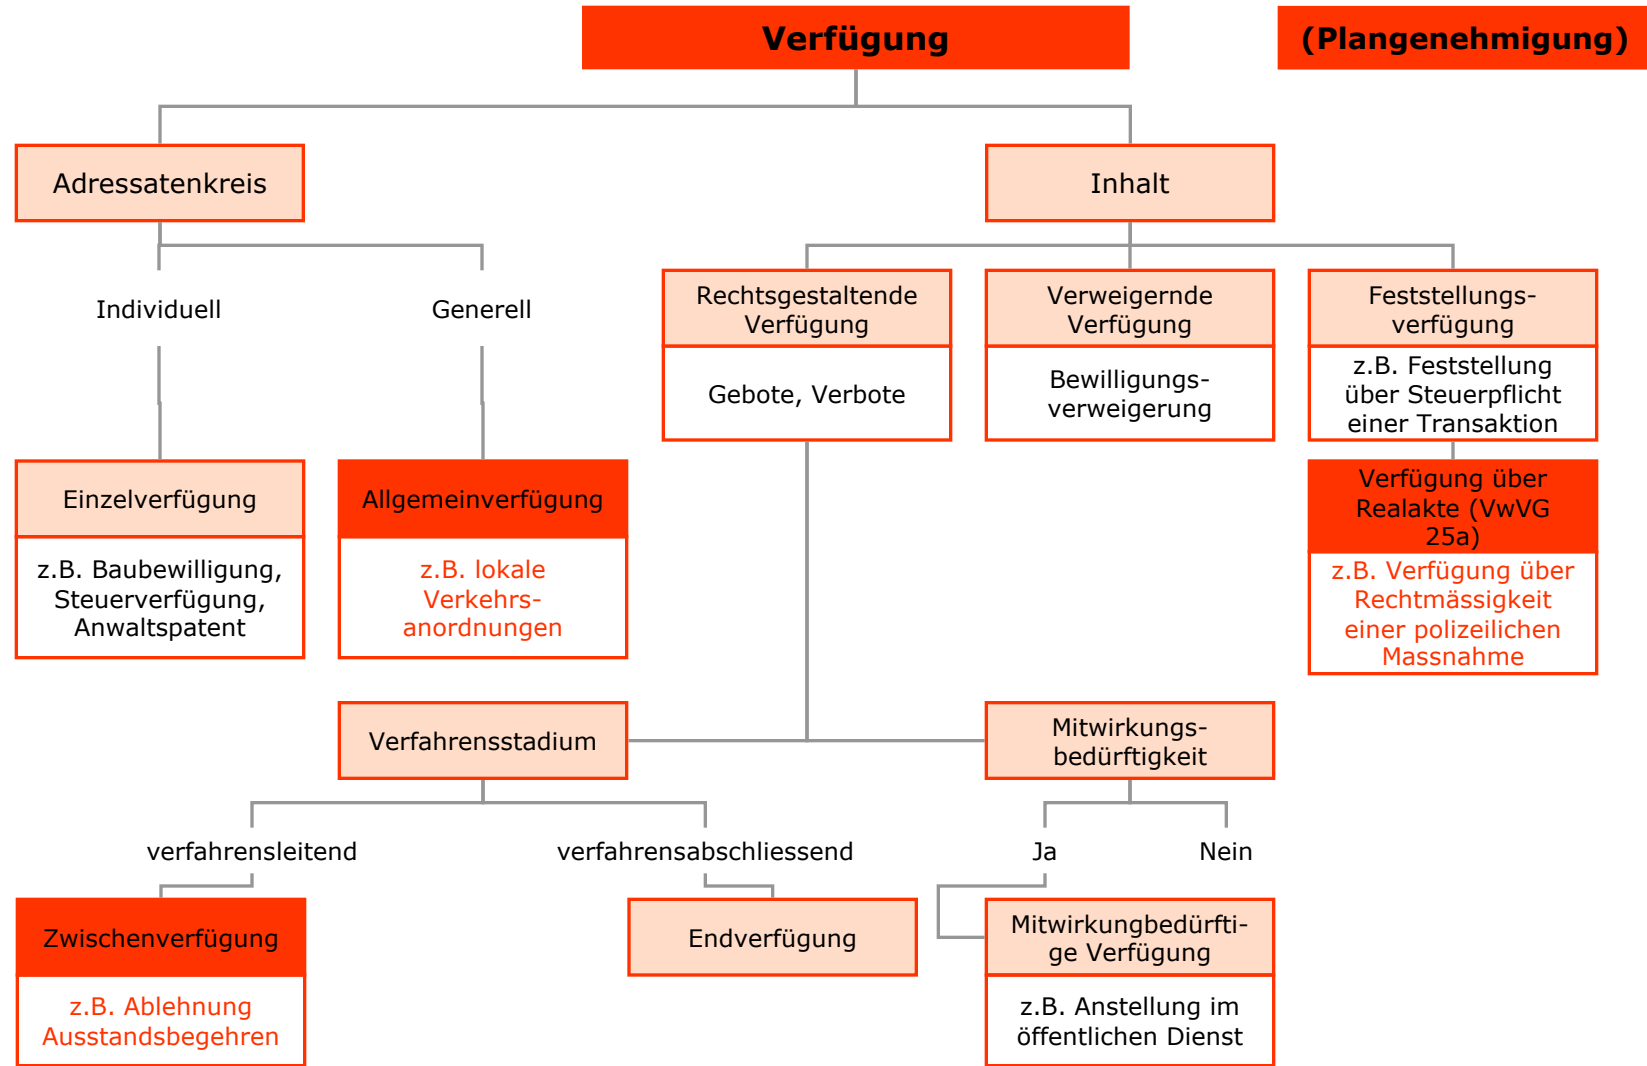 Verfügung
(Plangenehmigung)
Adressatenkreis
Inhalt
Individuell
Generell
Rechtsgestaltende
Verfügung
Gebote, Verbote
Verweigernde
Verfügung
Bewilligungs-
verweigerung
Feststellungs-
verfügung
z.B. Feststellung
über Steuerpflicht
einer Transaktion
Einzelverfügung
z.B. Baubewilligung,
Steuerverfügung,
Anwaltspatent
Allgemeinverfügung
z.B. lokale
Verkehrs-
anordnungen
Verfügung über
Realakte (VwVG
25a)
z.B. Verfügung über
Rechtmässigkeit
einer polizeilichen
Massnahme
Verfahrensstadium
Mitwirkungs-
bedürftigkeit
verfahrensleitend
verfahrensabschliessend
Ja
Nein
Zwischenverfügung
z.B. Ablehnung
Ausstandsbegehren
Endverfügung
Mitwirkungbedürfti-
ge Verfügung
z.B. Anstellung im
öffentlichen Dienst